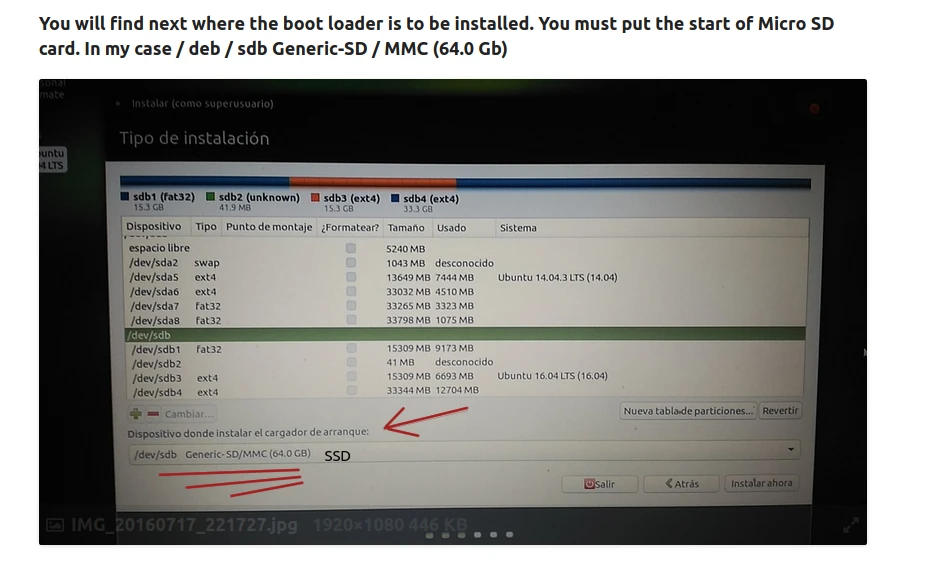 You will find next where the boot loader is to be installed. You must put the start of Micro SD
card. In my case / deb / sdb Generic-SD / MMC (64.0 Gb)
Instalar (como superusuario)
Tipo de instalación
sdb1 (fat32) sdb2 (unknown) sdb3 (ext4) sdb4 (ext4)
15.3 GB 41.9 MB 15.3 GB 33.3 GB
Dispositivo Tipo Punto de montaje ¿Formatear? Tamaño Usado Sistema
espacio libre 5240 MB
/dev/sda2 swap 1043 MB desconocido
/dev/sda5 ext4 13649 MB 7444 MB Ubuntu 14.04.3 LTS (14.04)
/dev/sda6 ext4 33032 MB 4510 MB
/dev/sda7 fat32 33265 MB 3323 MB
/dev/sda8 fat32 33798 MB 1075 MB
/dev/sdb
/dev/sdb1 fat32 15309 MB 9173 MB
/dev/sdb2 41 MB desconocido
/dev/sdb3 ext4 15309 MB 6693 MB Ubuntu 16.04 LTS (16.04)
/dev/sdb4 ext4 33344 MB 12704 MB
Cambiar... Nueva tabla de particiones... Revertir
Dispositivo donde instalar el cargador de arranque:
/dev/sdb Generic-SD/MMC (64.0 GB) SSD
Salir Atrás Instalar ahora
IMG_20160717_221727.jpg 1920×1080 446 KB